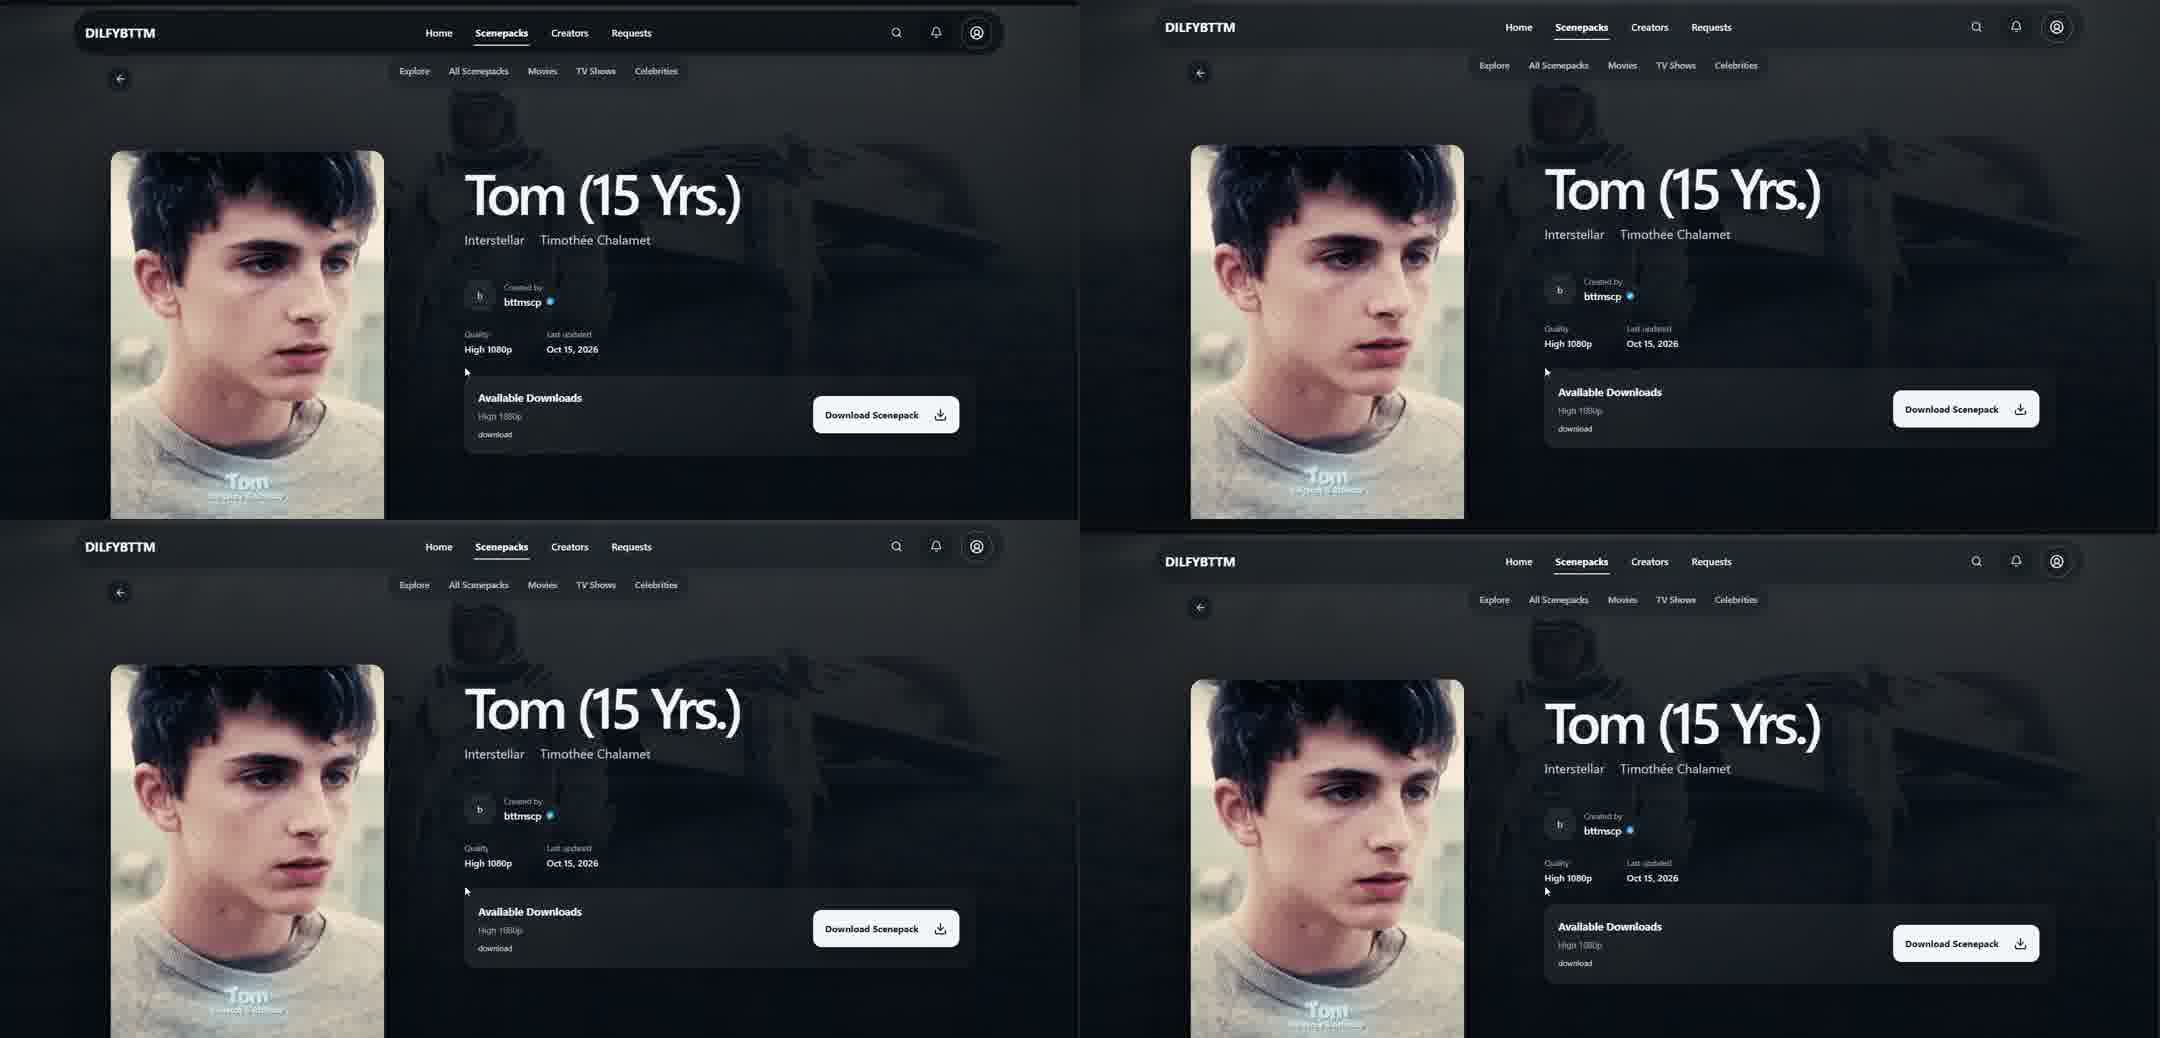 DILFYBTTM Home Scenepacks Creators Requests
Explore All Scenepacks Movies TV Shows Celebrities
Tom (15 Yrs.)
Interstellar Timothée Chalamet
b
Created by
bttmscp
Quality Last updated
High 1080p Oct 15, 2026
Available Downloads
High 1080p
download
Download Scenepack
Tom
DILFYBTTM Home Scenepacks Creators Requests
Explore All Scenepacks Movies TV Shows Celebrities
Tom (15 Yrs.)
Interstellar Timothée Chalamet
b
Created by
bttmscp
Quality Last updated
High 1080p Oct 15, 2026
Available Downloads
High 1080p
download
Download Scenepack
Tom
DILFYBTTM Home Scenepacks Creators Requests
Explore All Scenepacks Movies TV Shows Celebrities
Tom (15 Yrs.)
Interstellar Timothée Chalamet
b
Created by
bttmscp
Quality Last updated
High 1080p Oct 15, 2026
Available Downloads
High 1080p
download
Download Scenepack
Tom
DILFYBTTM Home Scenepacks Creators Requests
Explore All Scenepacks Movies TV Shows Celebrities
Tom (15 Yrs.)
Interstellar Timothée Chalamet
b
Created by
bttmscp
Quality Last updated
High 1080p Oct 15, 2026
Available Downloads
High 1080p
download
Download Scenepack
Tom